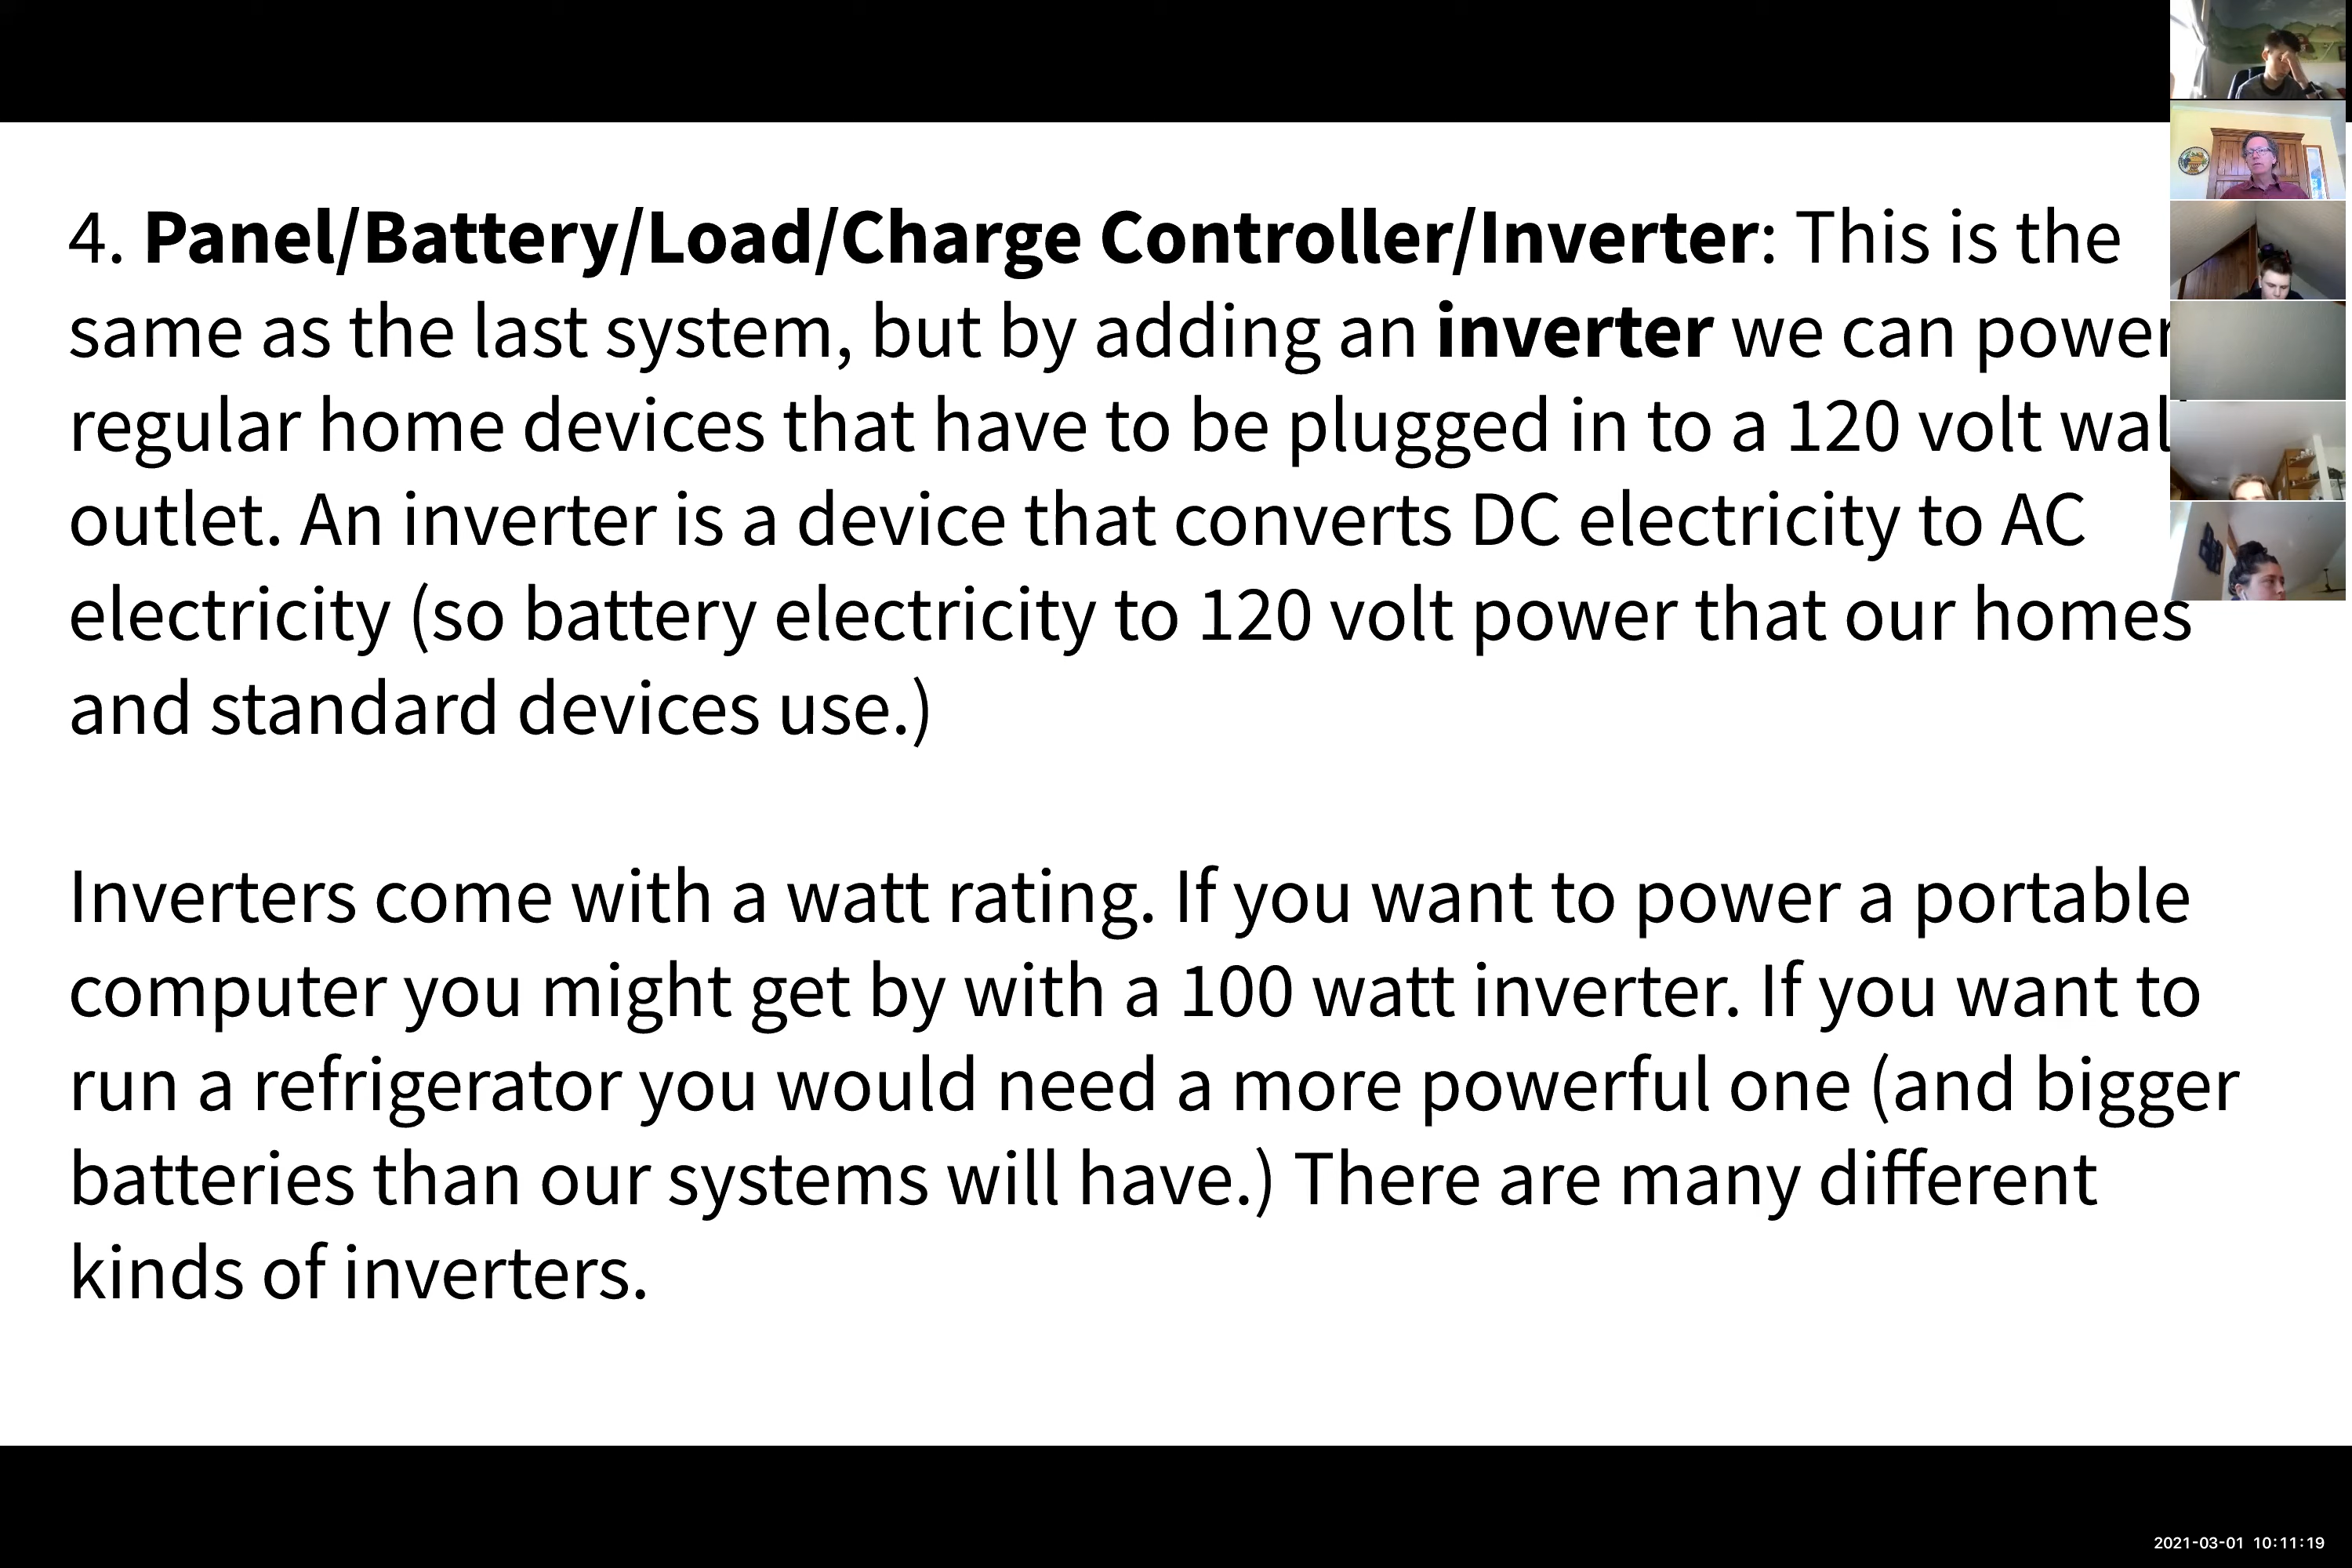 4. Panel/Battery/Load/Charge Controller/Inverter: This is the
same as the last system, but by adding an inverter we can power
regular home devices that have to be plugged in to a 120 volt wall
outlet. An inverter is a device that converts DC electricity to AC
electricity (so battery electricity to 120 volt power that our homes
and standard devices use.)
Inverters come with a watt rating. If you want to power a portable
computer you might get by with a 100 watt inverter. If you want to
run a refrigerator you would need a more powerful one (and bigger
batteries than our systems will have.) There are many different
kinds of inverters.
2021-03-01 10:11:19